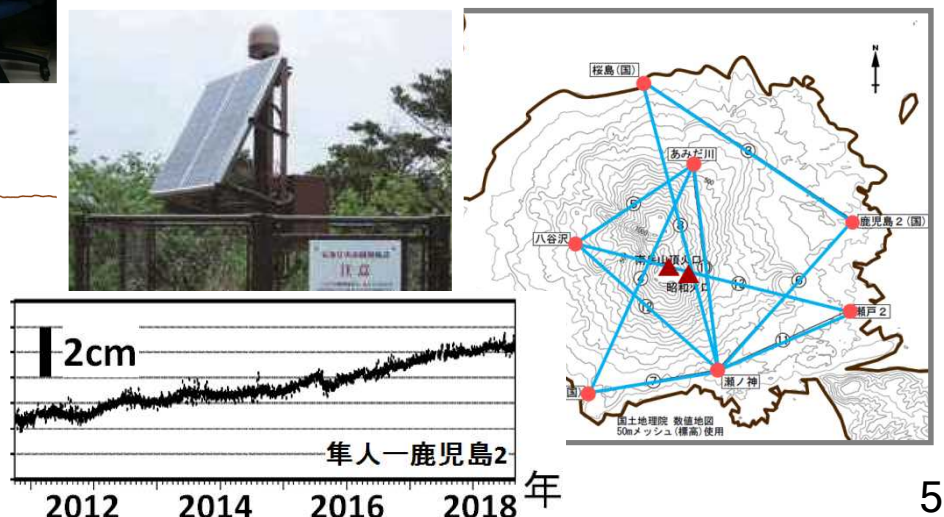 注意
2cm
隼人ー鹿児島2
2012
2014
2016
2018
年
N
桜島(国)
③
あみだ川
鹿児島2(国)
⑤
⑧
八谷沢
南岳山頂火口
昭和火口
⑥
瀬戸2
⑪
瀬ノ神
⑦
国)
国土地理院 数値地図
50mメッシュ(標高)使用
5